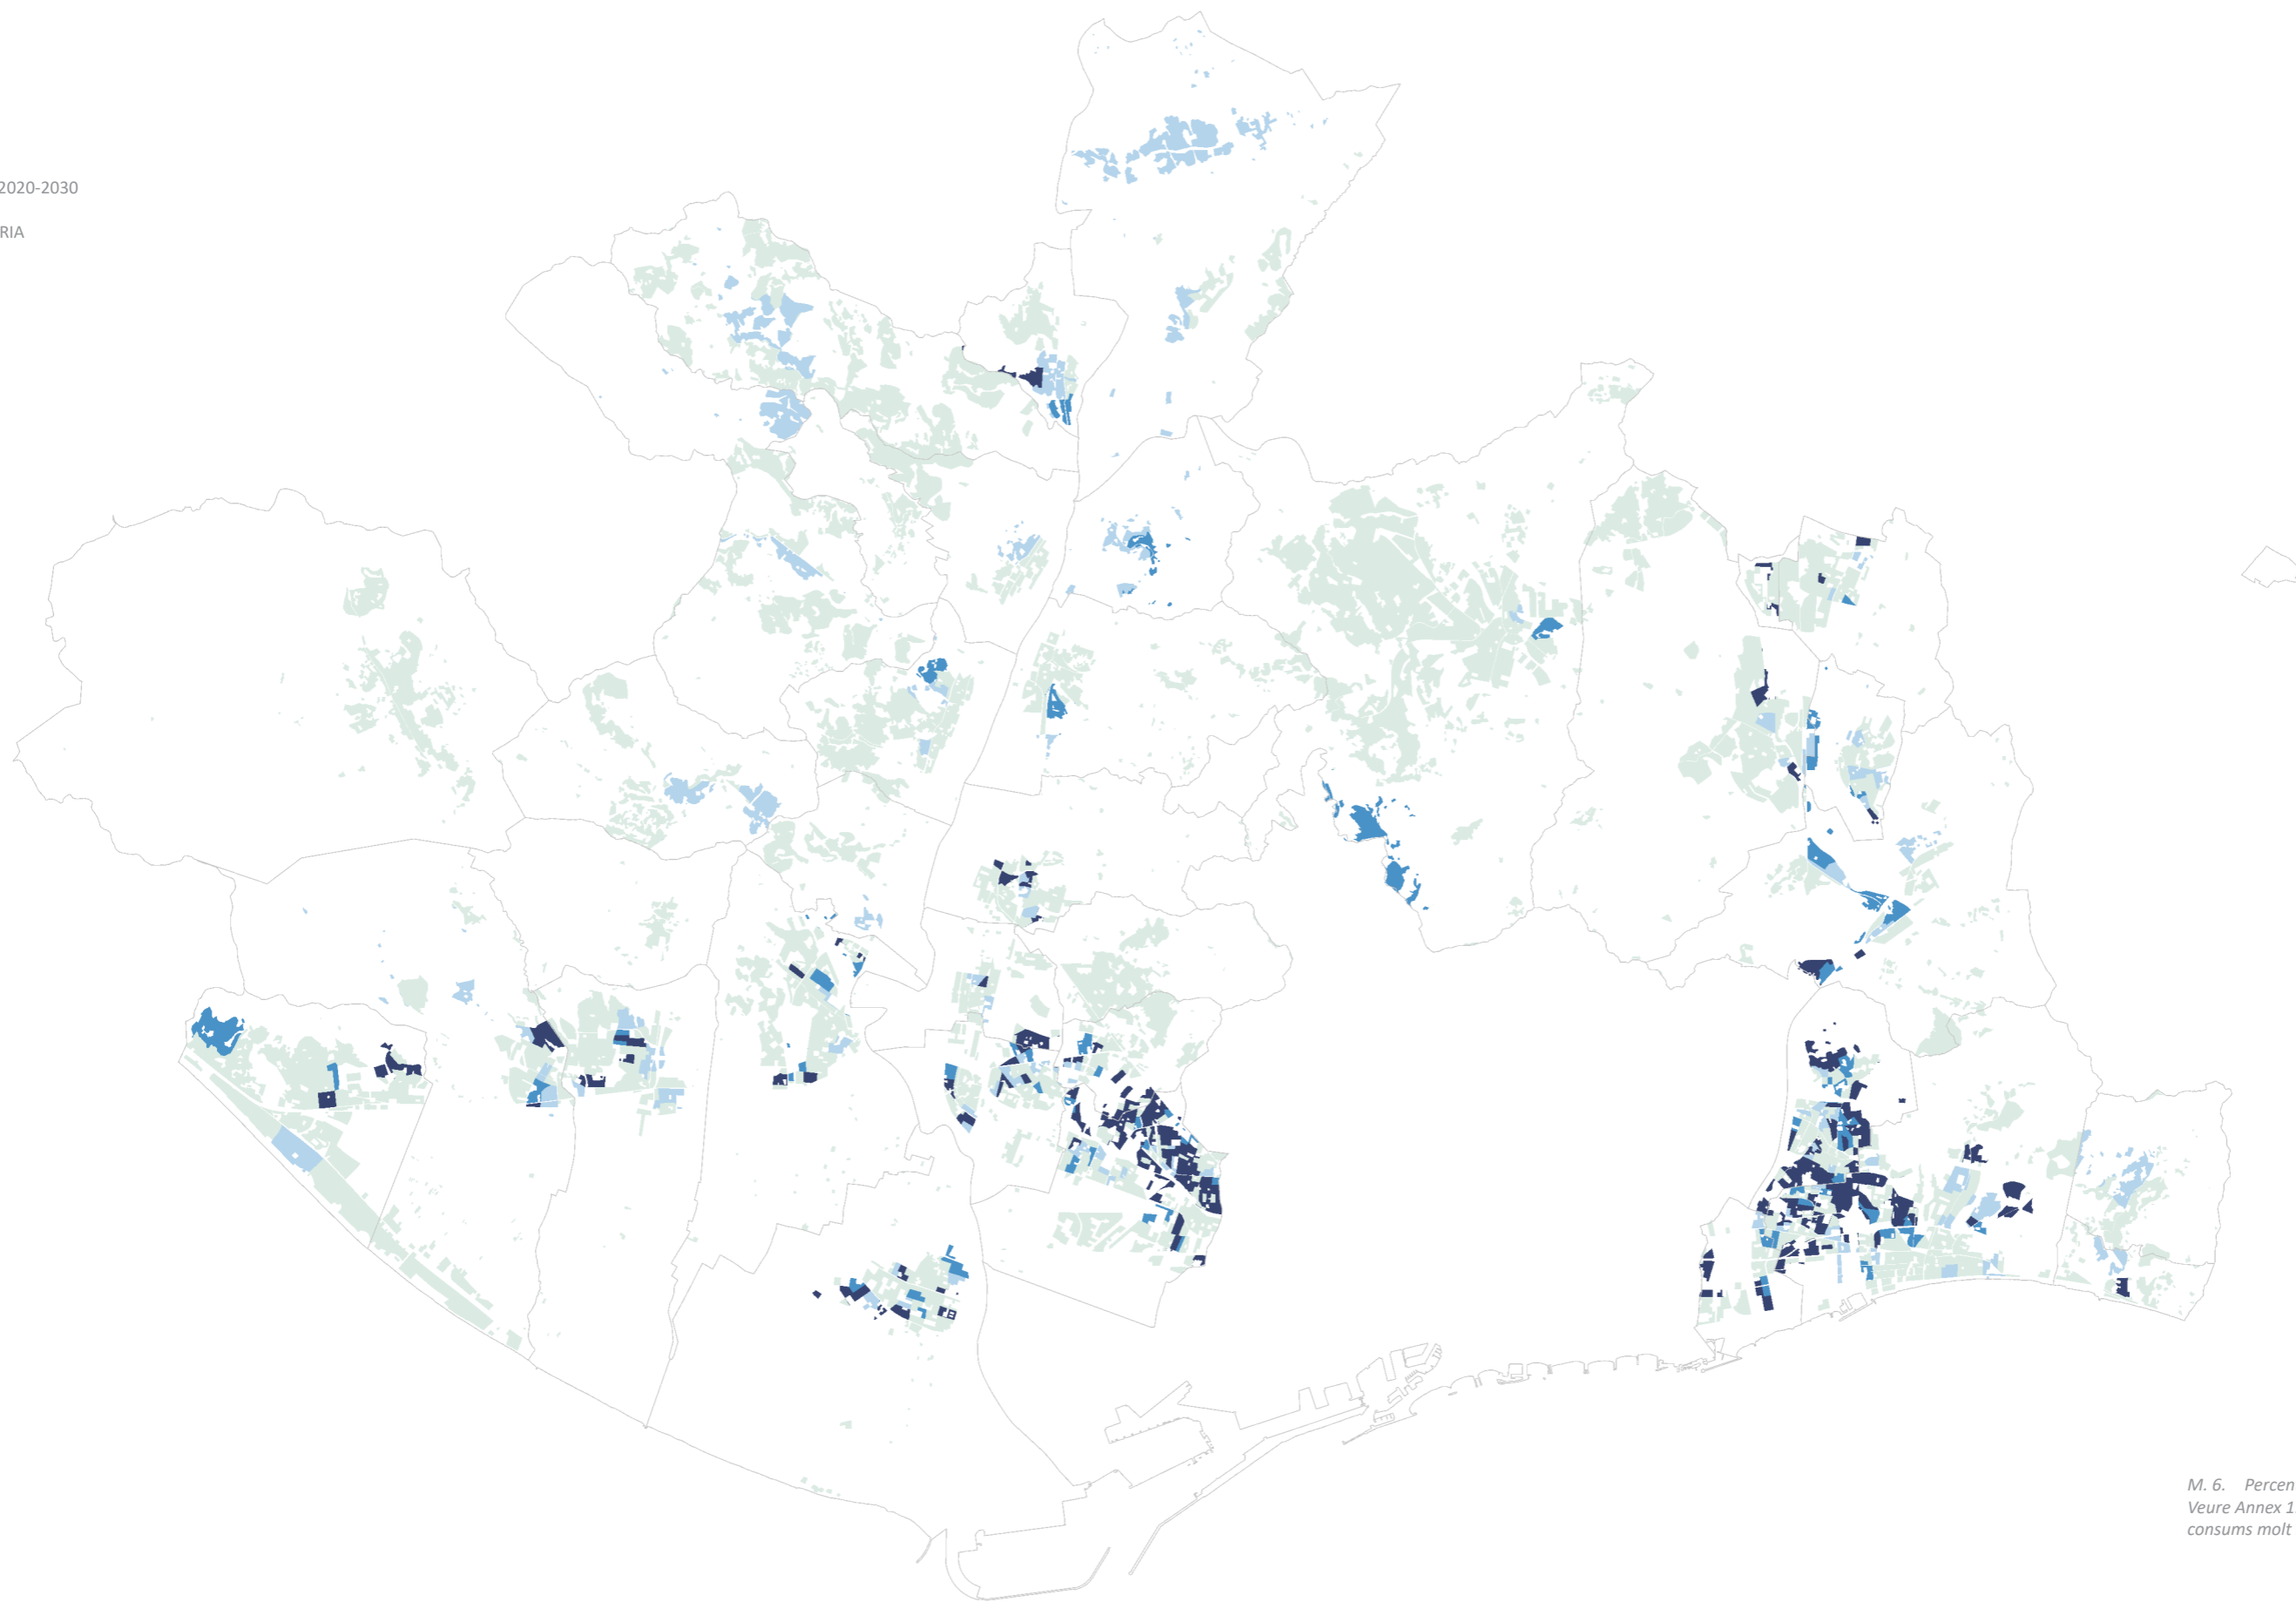 2020-2030
RIA
M. 6. Percen
Veure Annex 1
consums molt